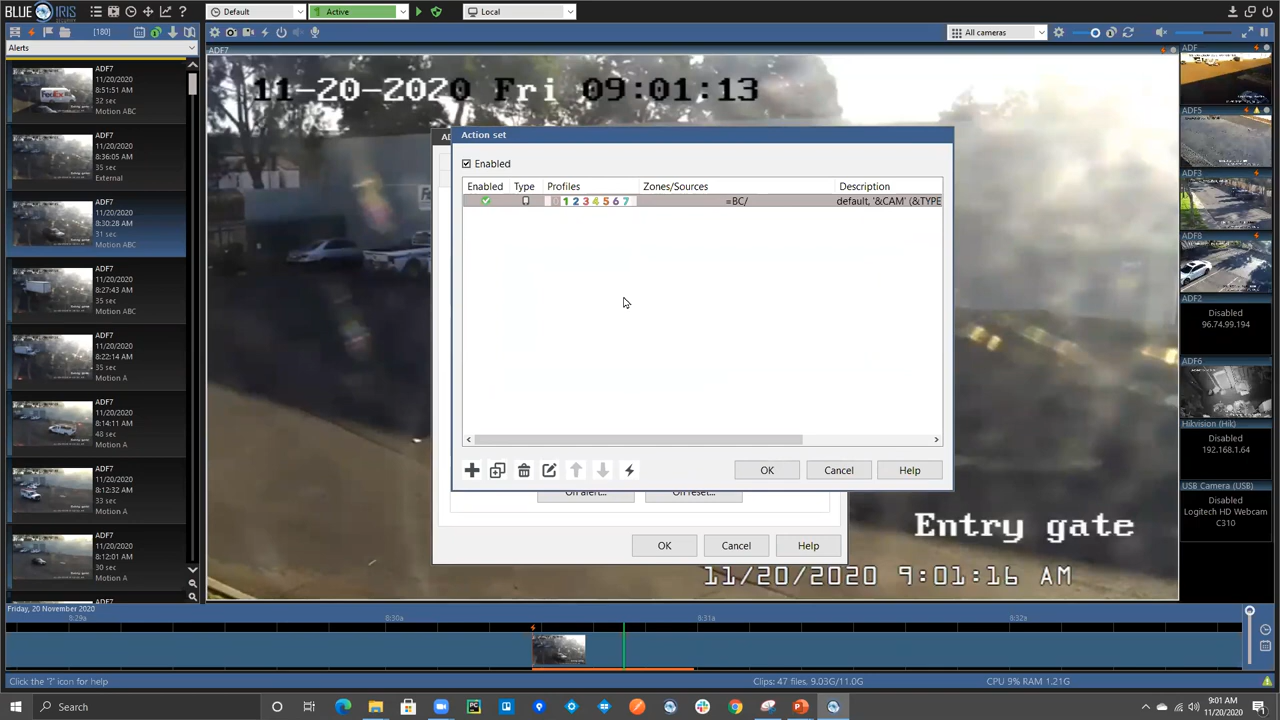 BLUE IRIS
Default
Active
Local
[180]
All cameras
Alerts
ADF7
ADF7
11/20/2020
8:51:51 AM
32 sec
Motion ABC
ADF7
11/20/2020
8:36:05 AM
35 sec
External
ADF7
11/20/2020
8:30:28 AM
31 sec
Motion ABC
ADF7
11/20/2020
8:27:43 AM
35 sec
Motion ABC
ADF7
11/20/2020
8:22:14 AM
35 sec
Motion A
ADF7
11/20/2020
8:14:11 AM
48 sec
Motion A
ADF7
11/20/2020
8:12:32 AM
33 sec
Motion A
ADF7
11/20/2020
8:12:01 AM
30 sec
Motion A
FedEx
11-20-2020 Fri 09:01:13
Action set
Enabled
Enabled Type Profiles Zones/Sources Description
0 1 2 3 4 5 6 7 =BC/ default, '&CAM' (&TYPE
OK Cancel Help
On alert... On reset...
OK Cancel Help
Entry gate
11/20/2020 9:01:16 AM
ADF
ADF5
ADF3
ADF8
ADF2
Disabled
96.74.99.194
ADF6
Hikvision (Hik)
Disabled
192.168.1.64
USB Camera (USB)
Disabled
Logitech HD Webcam
C310
Friday, 20 November 2020
8:29a 8:30a 8:31a 8:32a
Click the '?' icon for help
Clips: 47 files, 9.03G/11.0G
CPU 9% RAM 1.21G
Search
9:01 AM
11/20/2020